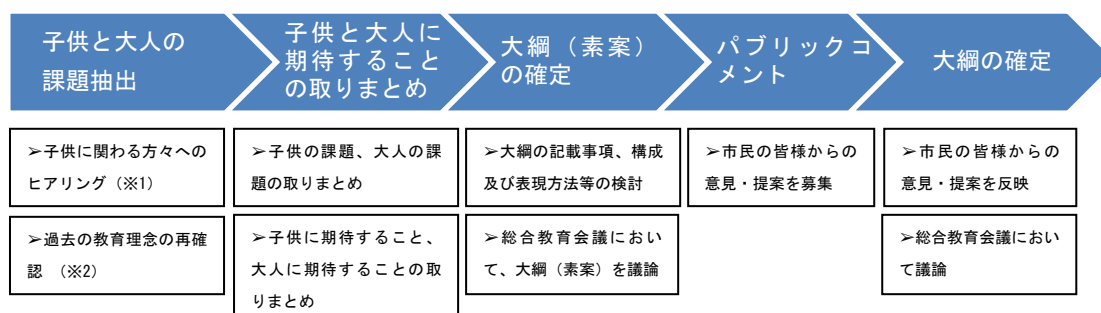 子供と大人の
課題抽出
子供と大人に
期待すること
の取りまとめ
大綱（素案）
の確定
パブリックコ
メント
大綱の確定
➢子供に関わる方々への
ヒアリング（※1）
➢過去の教育理念の再確
認　（※2）
➢子供の課題、大人の課
題の取りまとめ
➢子供に期待すること、
大人に期待することの取
りまとめ
➢大綱の記載事項、構成
及び表現方法等の検討
➢総合教育会議におい
て、大綱（素案）を議論
➢市民の皆様からの
意見・提案を募集
➢市民の皆様からの
意見・提案を反映
➢総合教育会議におい
て議論